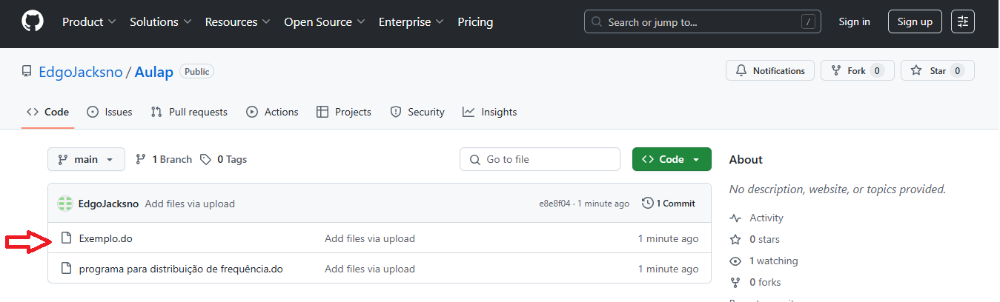 Product Solutions Resources Open Source Enterprise Pricing Search or jump to... / Sign in Sign up
EdgoJacksno / Aulap Public Notifications Fork 0 Star 0
Code Issues Pull requests Actions Projects Security Insights
main 1 Branch 0 Tags Go to file Code About
EdgoJacksno Add files via upload e8e8f04 · 1 minute ago 1 Commit No description, website, or topics provided.
Activity
Exemplo.do Add files via upload 1 minute ago 0 stars
1 watching
programa para distribuição de frequência.do Add files via upload 1 minute ago
0 forks